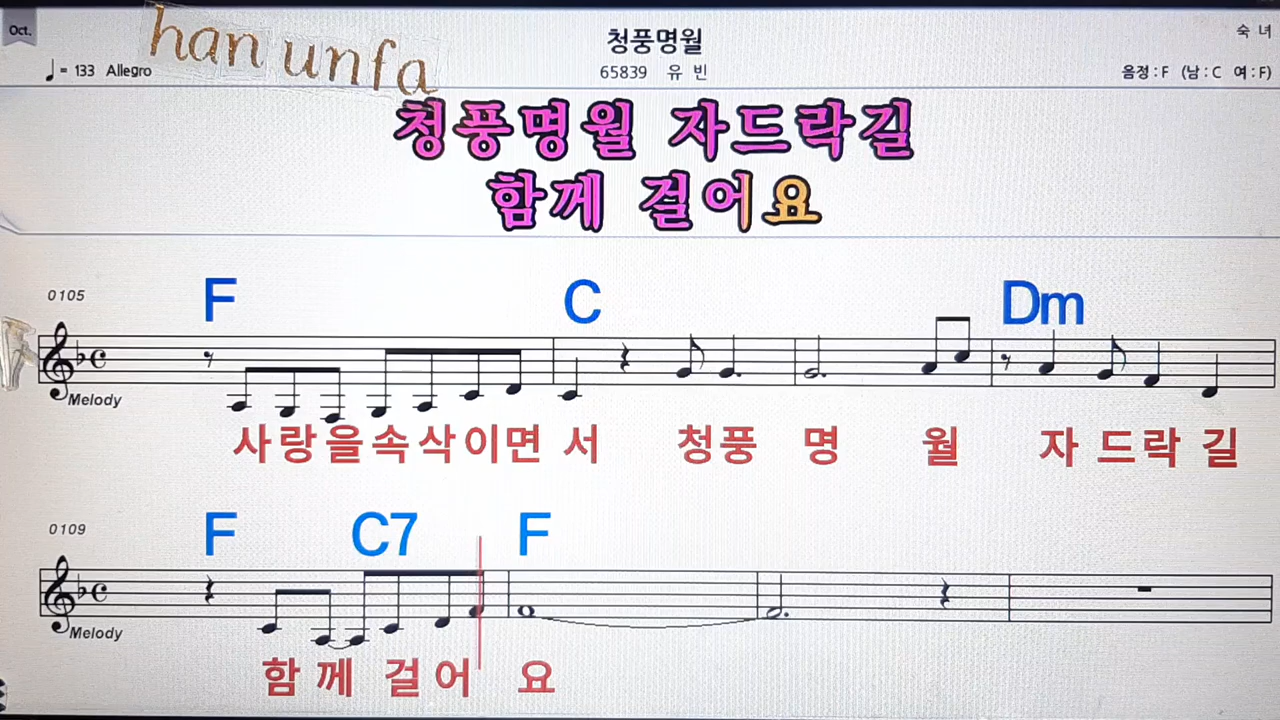 Oct.
han unfa
청풍명월
숙 녀
♩= 133 Allegro
65839 유 빈
음정 : F (남 : C 여 : F)
청풍명월 자드락길
함께 걸어요
0105
F C Dm
Melody
사랑을속삭이면 서 청풍 명 월 자 드락 길
0109
F C7 F
Melody
함 께 걸 어 요